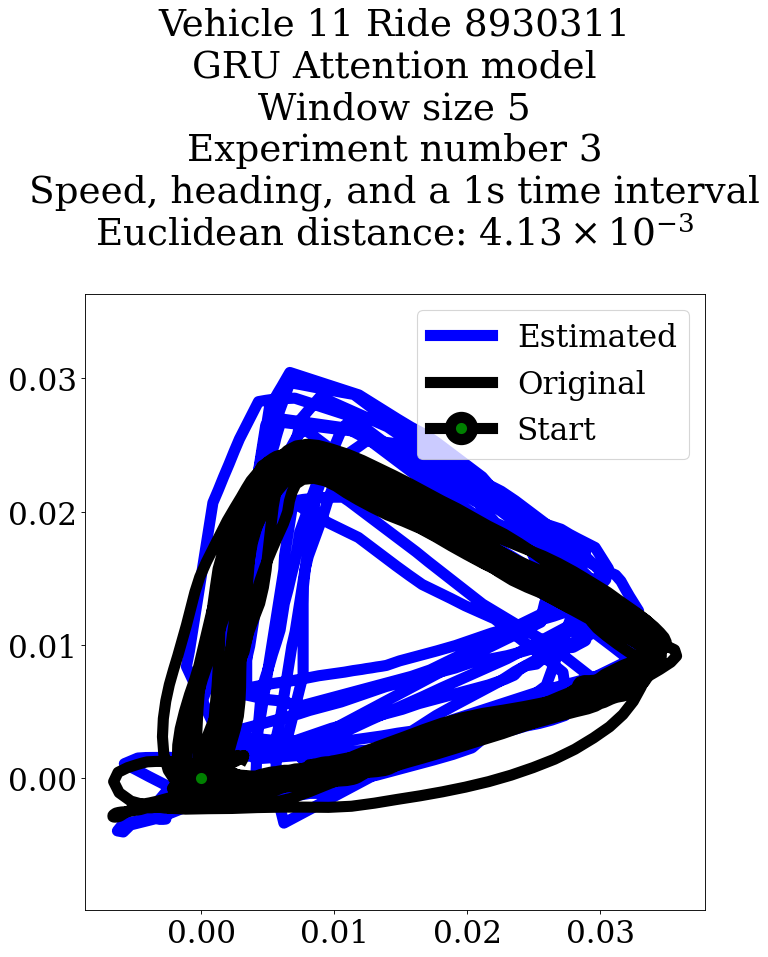 Vehicle 11 Ride 8930311
GRU Attention model
Window size 5
Experiment number 3
Speed, heading, and a 1s time interval
Euclidean distance: 4.13 × 10⁻³
Estimated
Original
Start
0.03
0.02
0.01
0.00
0.00 0.01 0.02 0.03